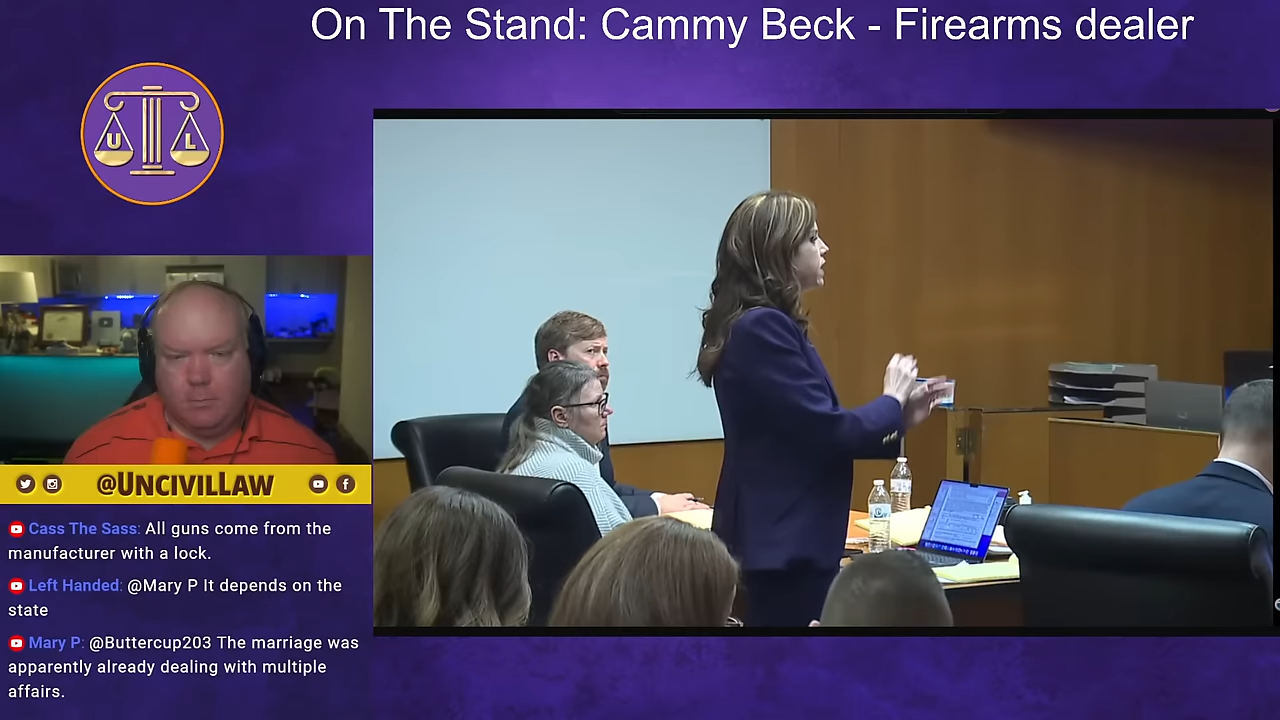 On The Stand: Cammy Beck - Firearms dealer
U L
@UNCIVILLAW
Cass The Sass: All guns come from the
manufacturer with a lock.
Left Handed: @Mary P It depends on the
state
Mary P: @Buttercup203 The marriage was
apparently already dealing with multiple
affairs.